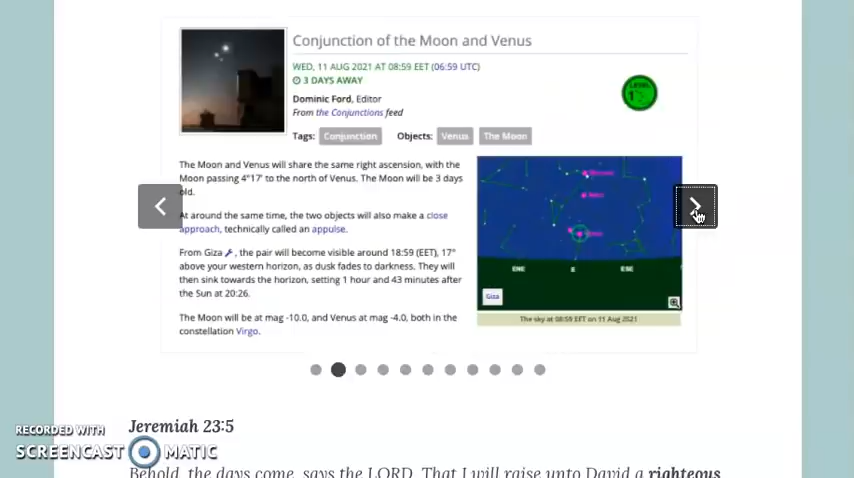 Conjunction of the Moon and Venus
WED, 11 AUG 2021 AT 08:59 EET (06:59 UTC)
3 DAYS AWAY
Dominic Ford, Editor
From the Conjunctions feed
LEVEL
1
Tags: Conjunction Objects: Venus The Moon
The Moon and Venus will share the same right ascension, with the
Moon passing 4°17' to the north of Venus. The Moon will be 3 days
old.
At around the same time, the two objects will also make a close
approach, technically called an appulse.
From Giza , the pair will become visible around 18:59 (EET), 17°
above your western horizon, as dusk fades to darkness. They will
then sink towards the horizon, setting 1 hour and 43 minutes after
the Sun at 20:26.
The Moon will be at mag -10.0, and Venus at mag -4.0, both in the
constellation Virgo.
ENE E ESE
Giza
The sky at 08:59 EET on 11 Aug 2021
Jeremiah 23:5
Behold, the days come, says the LORD, That I will raise unto David a righteous
RECORDED WITH
SCREENCAST MATIC